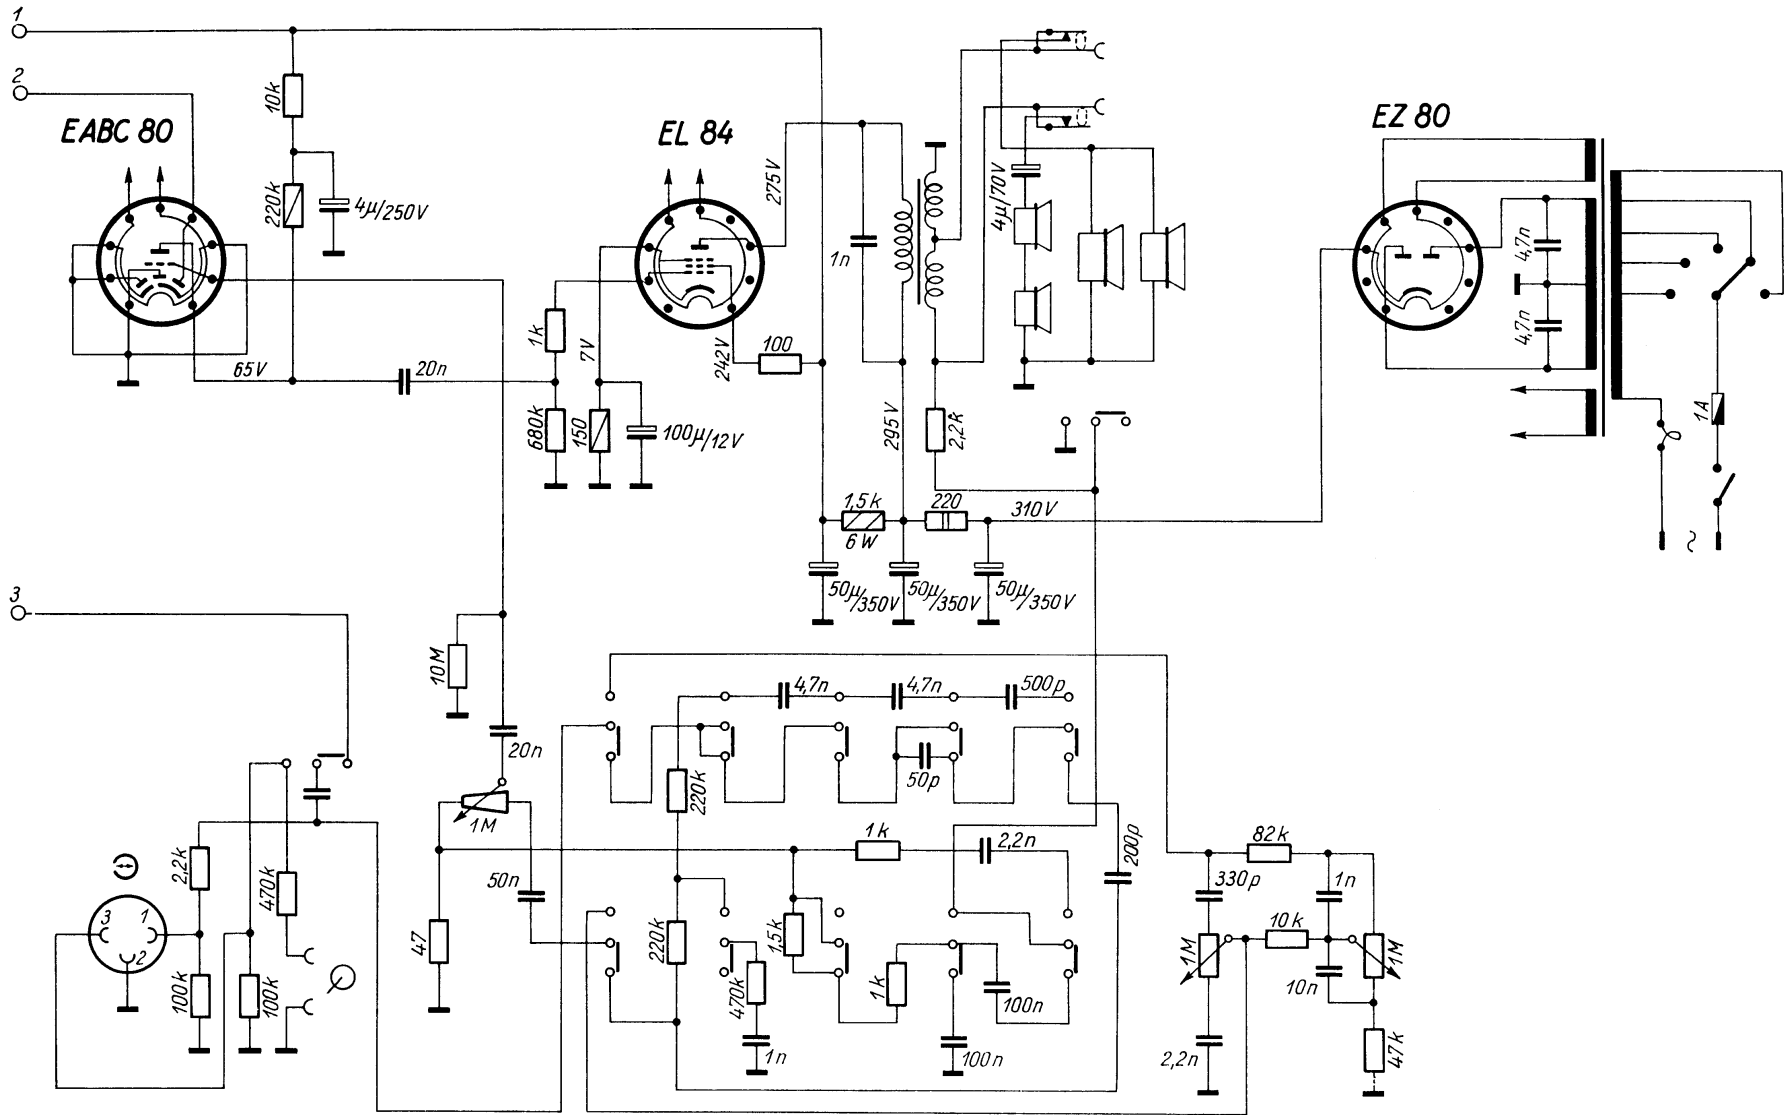 1
2
3
EABC 80
10k
220k
4µ/250V
65V
20n
EL 84
275V
1k
7V
242V
100
680k
150
100µ/12V
1n
295V
2,2k
4µ/70V
1,5k
6W
220
310V
50µ/350V
50µ/350V
50µ/350V
EZ 80
4,7n
4,7n
1A
10M
20n
1M
50n
47
4,7n
4,7n
500p
50p
220k
1k
2,2n
200p
220k
470k
1n
1,5k
1k
100n
100n
2,2k
470k
3
1
2
100k
100k
82k
330p
1n
1M
10k
1M
10n
2,2n
47k